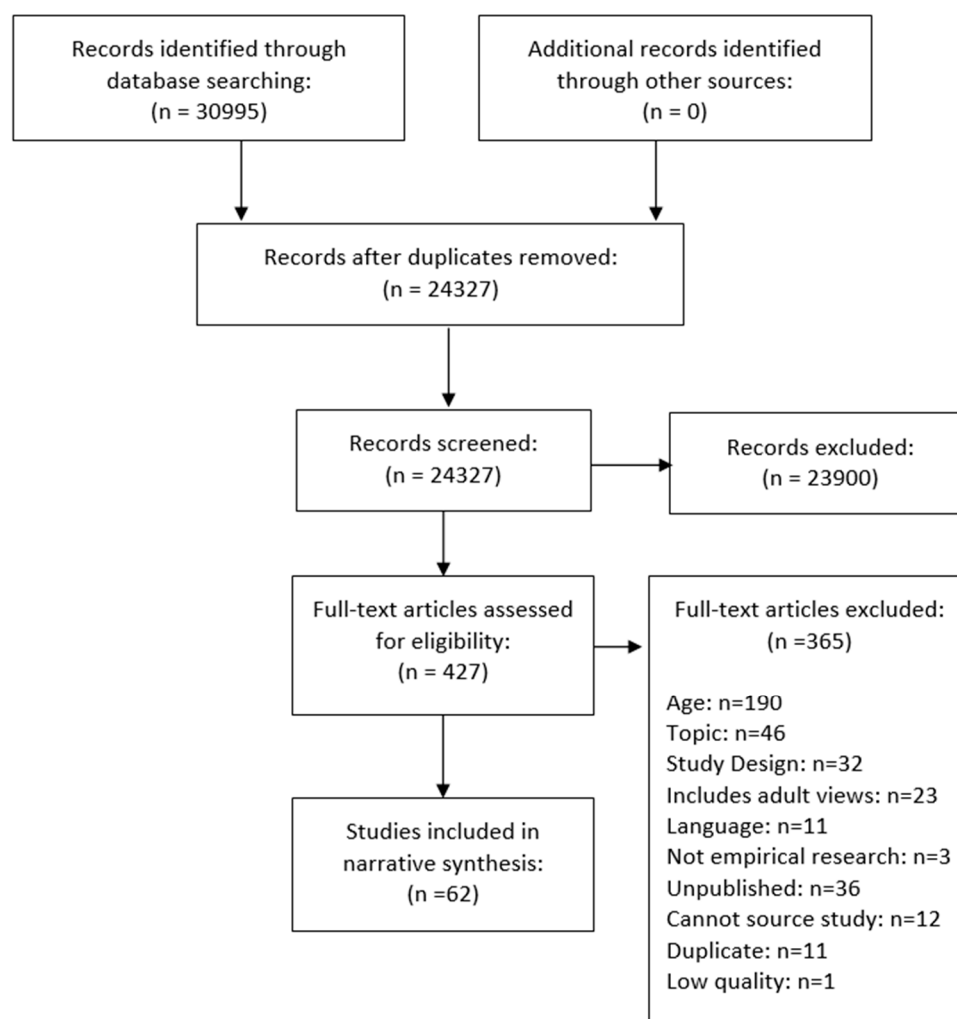 Records identified through
database searching:
(n = 30995)
Additional records identified
through other sources:
(n = 0)
Records after duplicates removed:
(n = 24327)
Records screened:
(n = 24327)
Records excluded:
(n = 23900)
Full-text articles assessed
for eligibility:
(n = 427)
Full-text articles excluded:
(n =365)
Age: n=190
Topic: n=46
Study Design: n=32
Includes adult views: n=23
Language: n=11
Not empirical research: n=3
Unpublished: n=36
Cannot source study: n=12
Duplicate: n=11
Low quality: n=1
Studies included in
narrative synthesis:
(n =62)